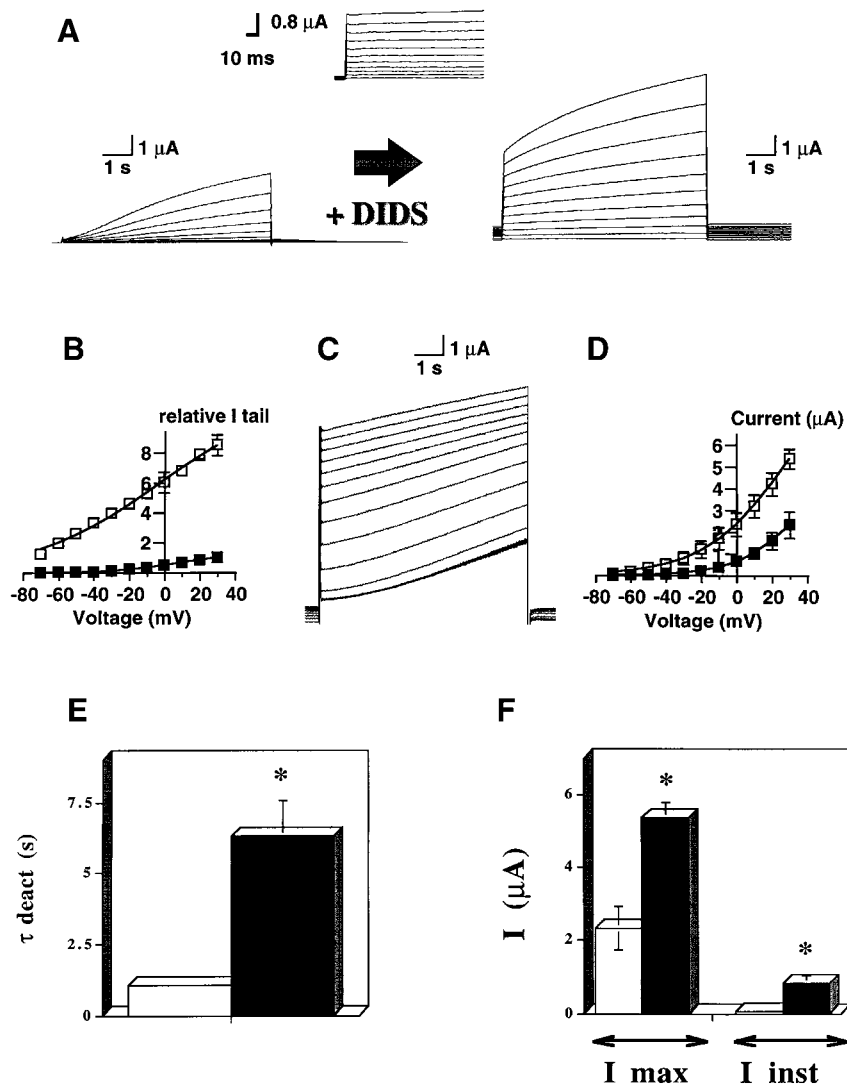 A
0.8 μA
10 ms
1 μA
1 s
+ DIDS
1 μA
1 s
B
relative I tail
8
6
4
2
-80 -60 -40 -20 0 20 40
Voltage (mV)
C
1 μA
1 s
D
Current (μA)
6
5
4
3
1
-80 -60 -40 -20 0 20 40
Voltage (mV)
E
τ deact (s)
7.5
5
2.5
0
*
F
I (μA)
6
4
2
0
*
*
I max
I inst